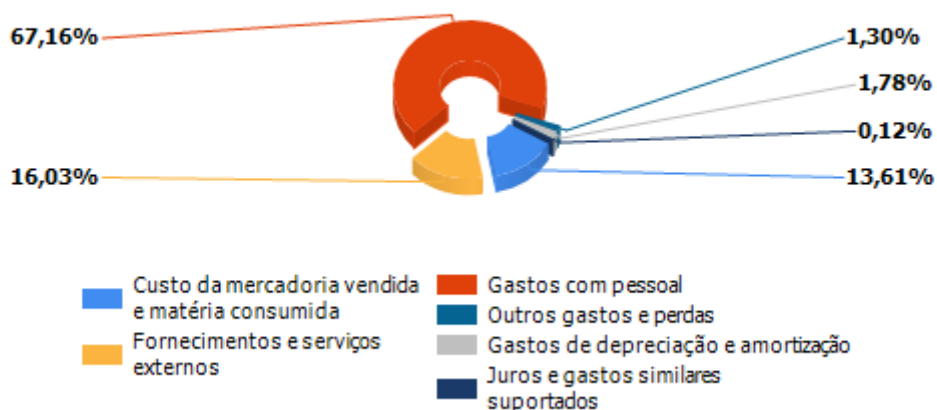 67,16%
1,30%
1,78%
0,12%
16,03%
13,61%
Custo da mercadoria vendida
e matéria consumida
Fornecimentos e serviços
externos
Gastos com pessoal
Outros gastos e perdas
Gastos de depreciação e amortização
Juros e gastos similares
suportados